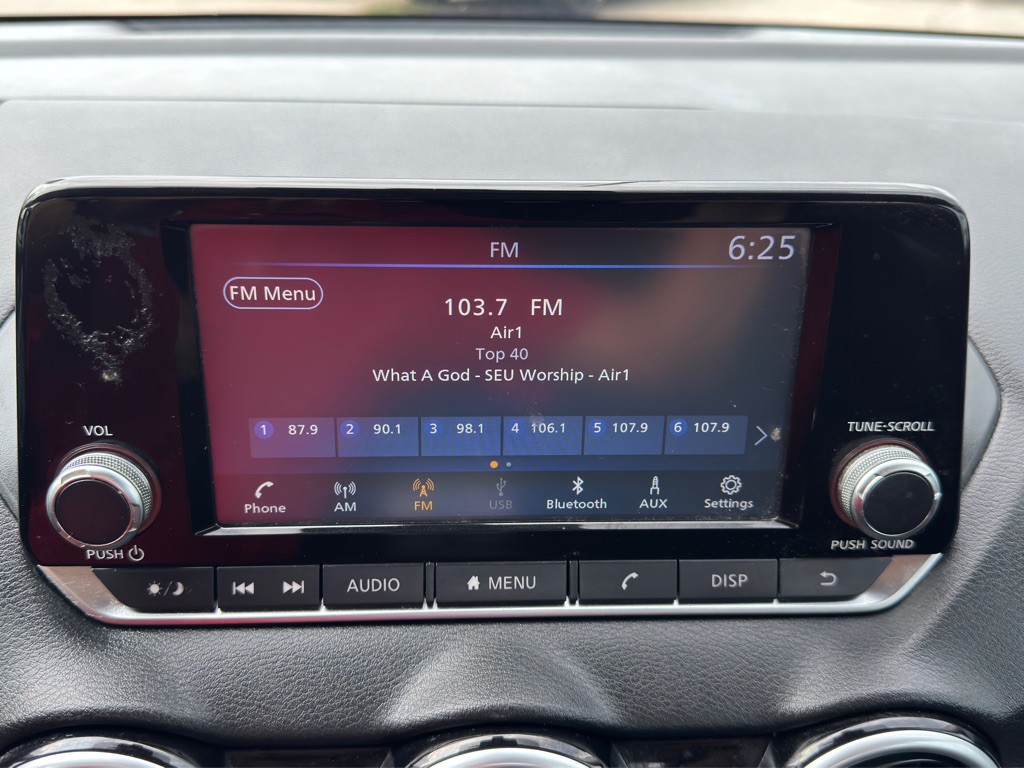 FM
6:25
FM Menu
103.7 FM
Air1
Top 40
What A God - SEU Worship - Air1
1 87.9
2 90.1
3 98.1
4 106.1
5 107.9
6 107.9
VOL
TUNE·SCROLL
Phone
AM
FM
USB
Bluetooth
AUX
Settings
PUSH
PUSH SOUND
AUDIO
MENU
DISP